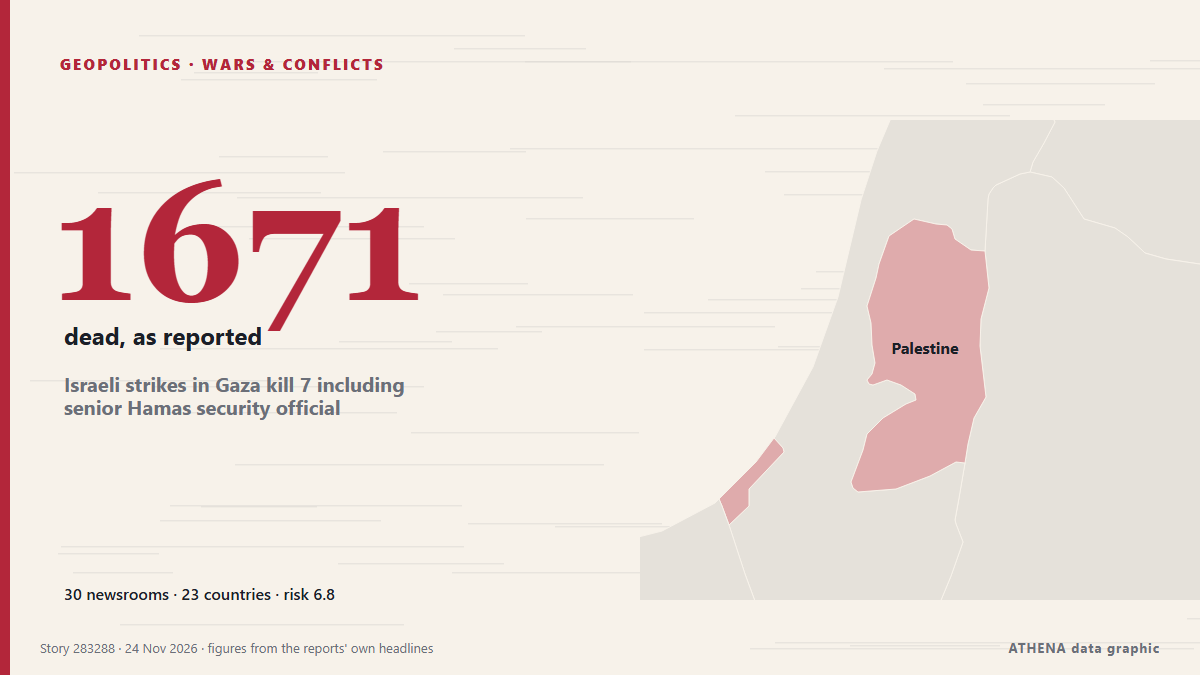 GEOPOLITICS · WARS & CONFLICTS
1671
dead, as reported
Israeli strikes in Gaza kill 7 including
senior Hamas security official
Palestine
30 newsrooms · 23 countries · risk 6.8
Story 283288 · 24 Nov 2026 · figures from the reports' own headlines
ATHENA data graphic